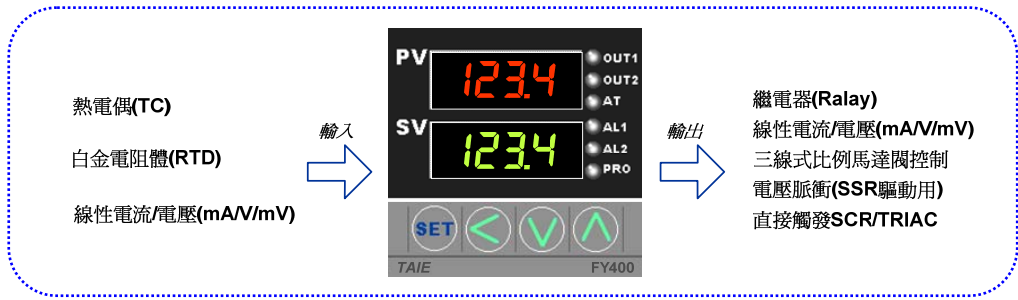 熱電偶(TC)
白金電阻體(RTD)
線性電流/電壓(mA/V/mV)
輸入
PV
123.4
OUT1
OUT2
AT
SV
123.4
AL1
AL2
PRO
SET
TAIE
FY400
輸出
繼電器(Ralay)
線性電流/電壓(mA/V/mV)
三線式比例馬達閥控制
電壓脈衝(SSR驅動用)
直接觸發SCR/TRIAC